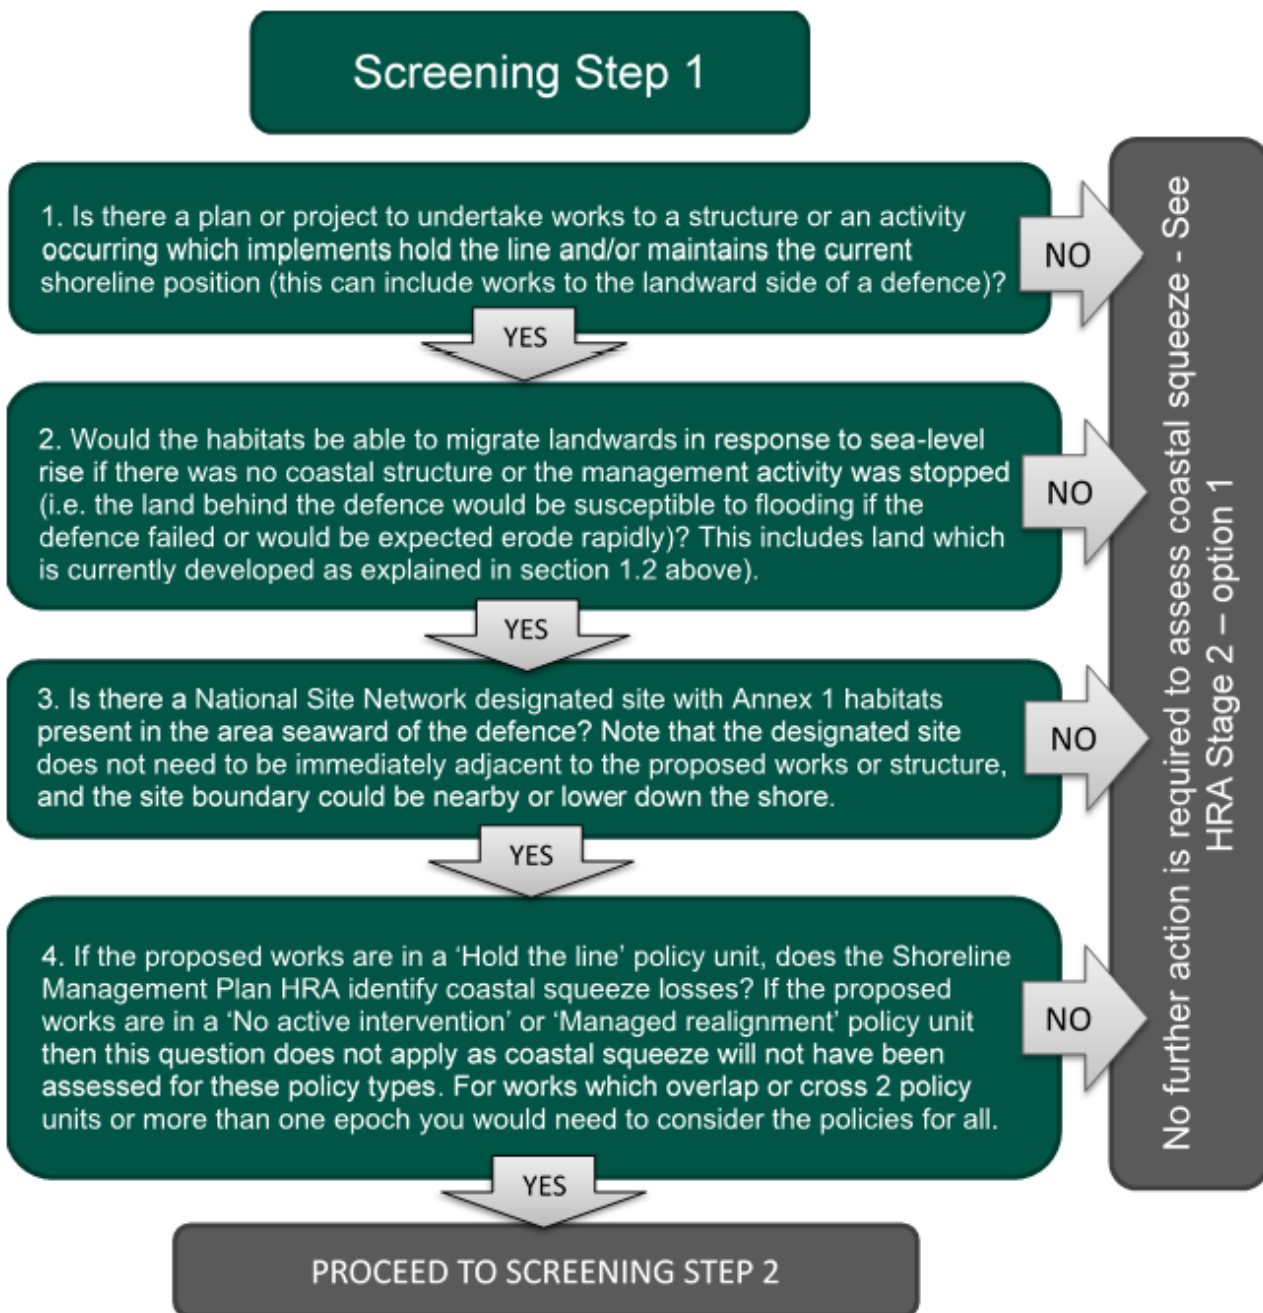 Screening Step 1
1. Is there a plan or project to undertake works to a structure or an activity
occurring which implements hold the line and/or maintains the current
shoreline position (this can include works to the landward side of a defence)?
NO
YES
2. Would the habitats be able to migrate landwards in response to sea-level
rise if there was no coastal structure or the management activity was stopped
(i.e. the land behind the defence would be susceptible to flooding if the
defence failed or would be expected erode rapidly)? This includes land which
is currently developed as explained in section 1.2 above).
NO
YES
3. Is there a National Site Network designated site with Annex 1 habitats
present in the area seaward of the defence? Note that the designated site
does not need to be immediately adjacent to the proposed works or structure,
and the site boundary could be nearby or lower down the shore.
NO
YES
4. If the proposed works are in a ‘Hold the line’ policy unit, does the Shoreline
Management Plan HRA identify coastal squeeze losses? If the proposed
works are in a ‘No active intervention’ or ‘Managed realignment’ policy unit
then this question does not apply as coastal squeeze will not have been
assessed for these policy types. For works which overlap or cross 2 policy
units or more than one epoch you would need to consider the policies for all.
NO
YES
PROCEED TO SCREENING STEP 2
No further action is required to assess coastal squeeze - See
HRA Stage 2 – option 1